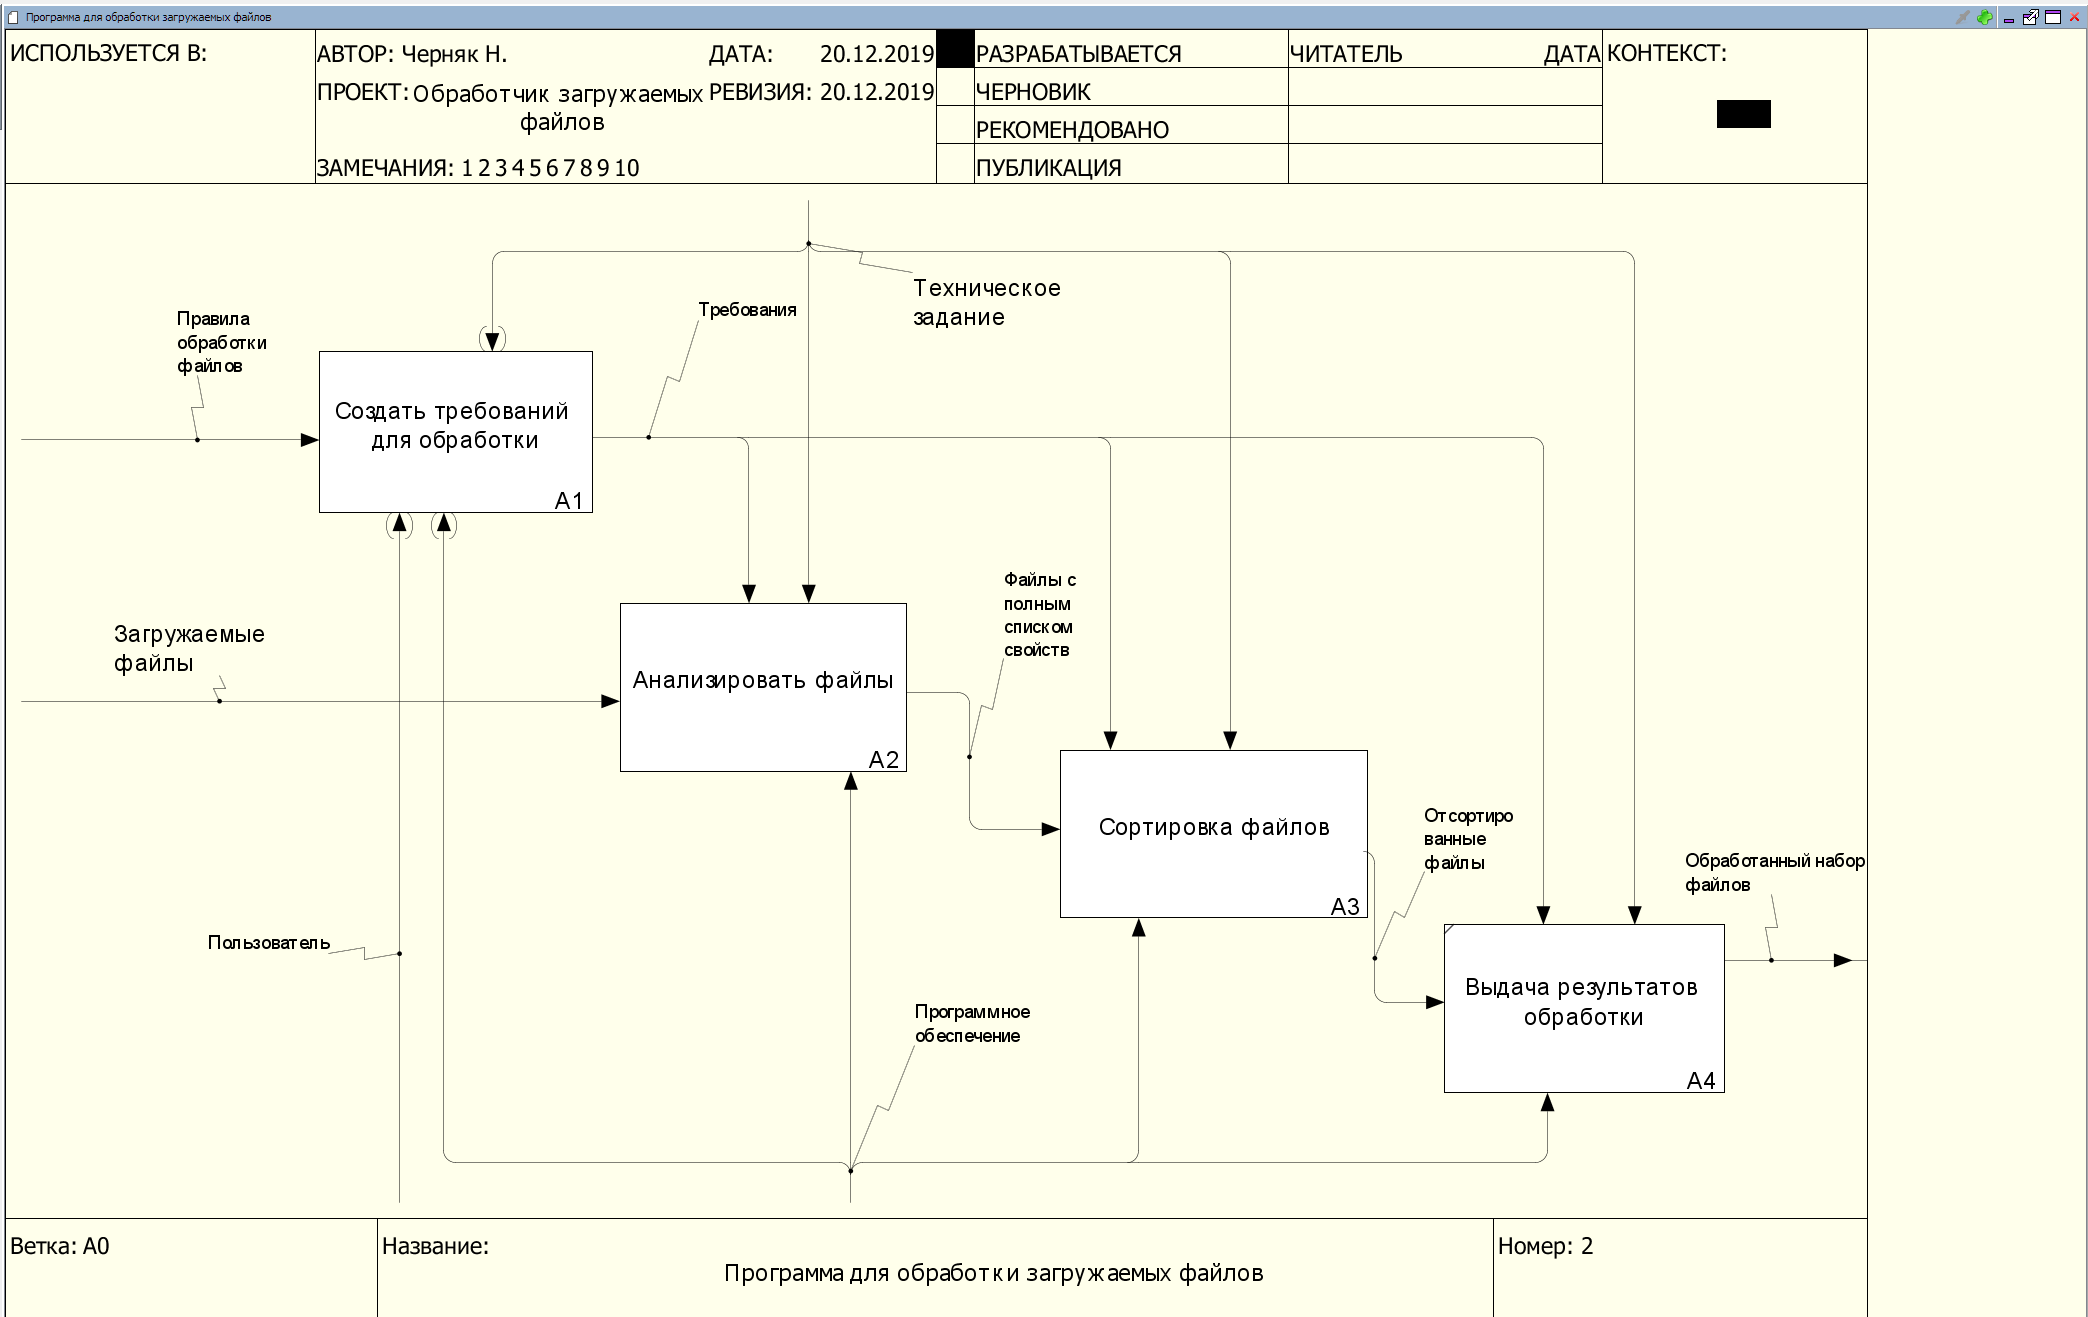 Программа для обработки загружаемых файлов
ИСПОЛЬЗУЕТСЯ В:
АВТОР: Черняк Н.
ДАТА: 20.12.2019
ПРОЕКТ: Обработчик загружаемых
файлов
РЕВИЗИЯ: 20.12.2019
ЗАМЕЧАНИЯ: 1 2 3 4 5 6 7 8 9 10
РАЗРАБАТЫВАЕТСЯ
ЧЕРНОВИК
РЕКОМЕНДОВАНО
ПУБЛИКАЦИЯ
ЧИТАТЕЛЬ
ДАТА
КОНТЕКСТ:
Техническое
задание
Требования
Правила
обработки
файлов
Создать требований
для обработки
A1
Загружаемые
файлы
Файлы с
полным
списком
свойств
Анализировать файлы
A2
Сортировка файлов
A3
Отсортиро
ванные
файлы
Обработанный набор
файлов
Пользователь
Выдача результатов
обработки
A4
Программное
обеспечение
Ветка: A0
Название:
Программа для обработки загружаемых файлов
Номер: 2